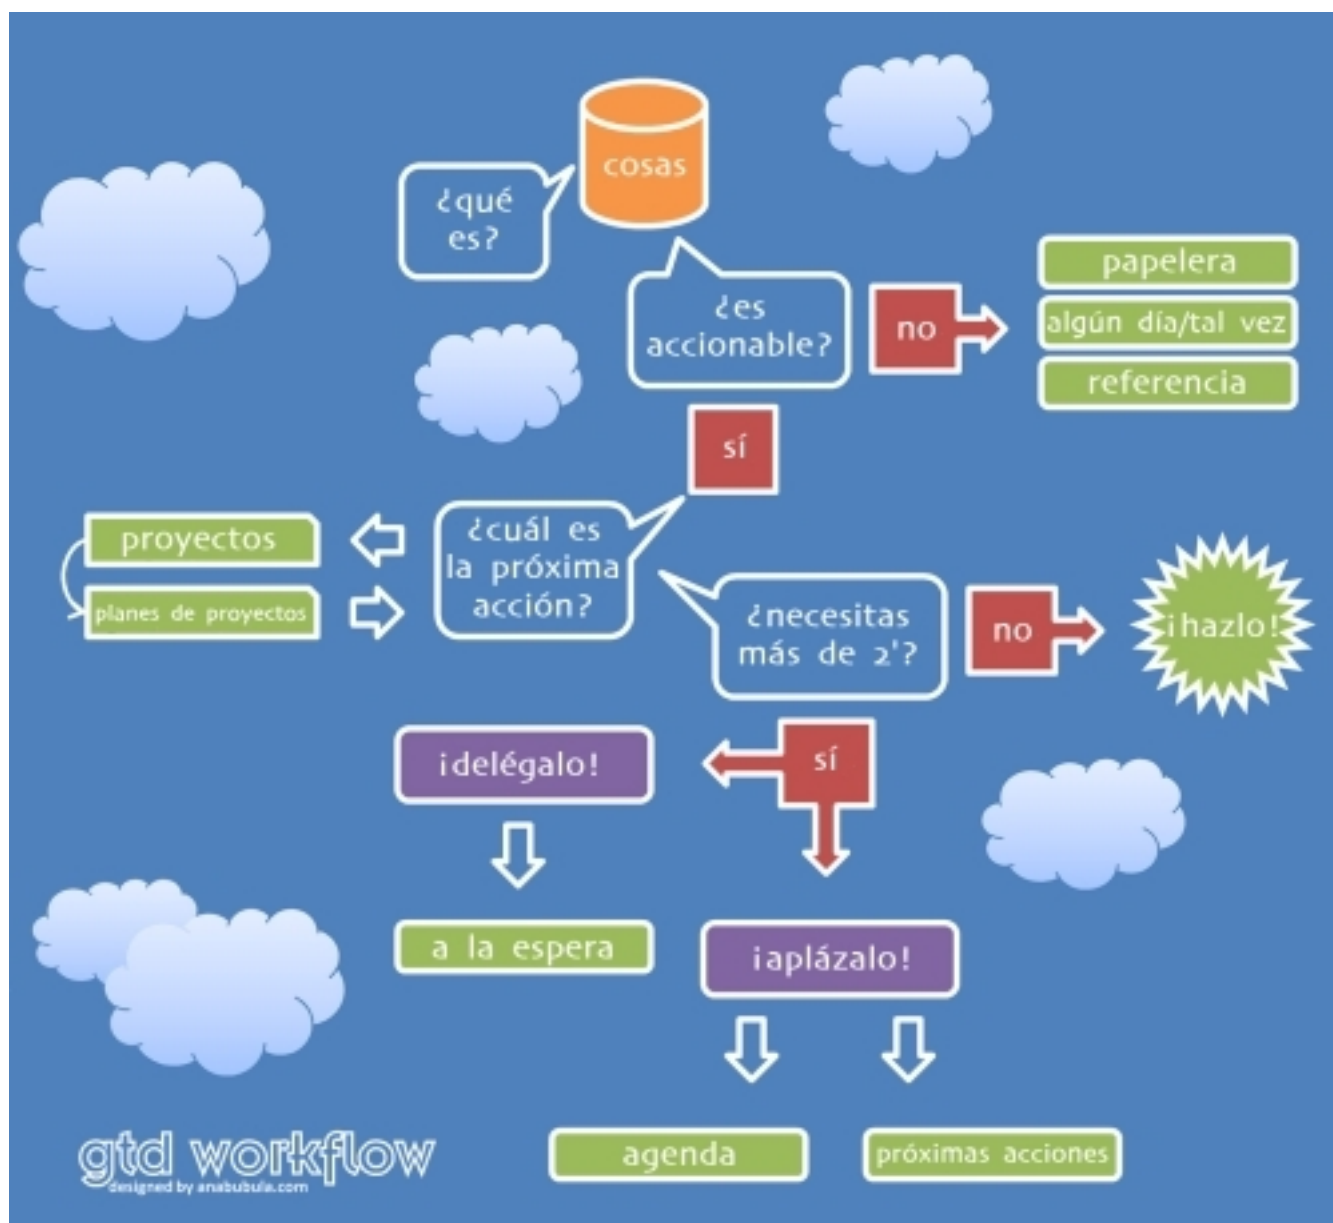 cosas
¿qué
es?
¿es
accionable?
no
papelera
algún día/tal vez
referencia
sí
¿cuál es
la próxima
acción?
proyectos
planes de proyectos
¿necesitas
más de 2'?
no
¡hazlo!
sí
¡delégalo!
a la espera
¡aplázalo!
agenda
próximas acciones
gtd workflow
designed by anabubula.com